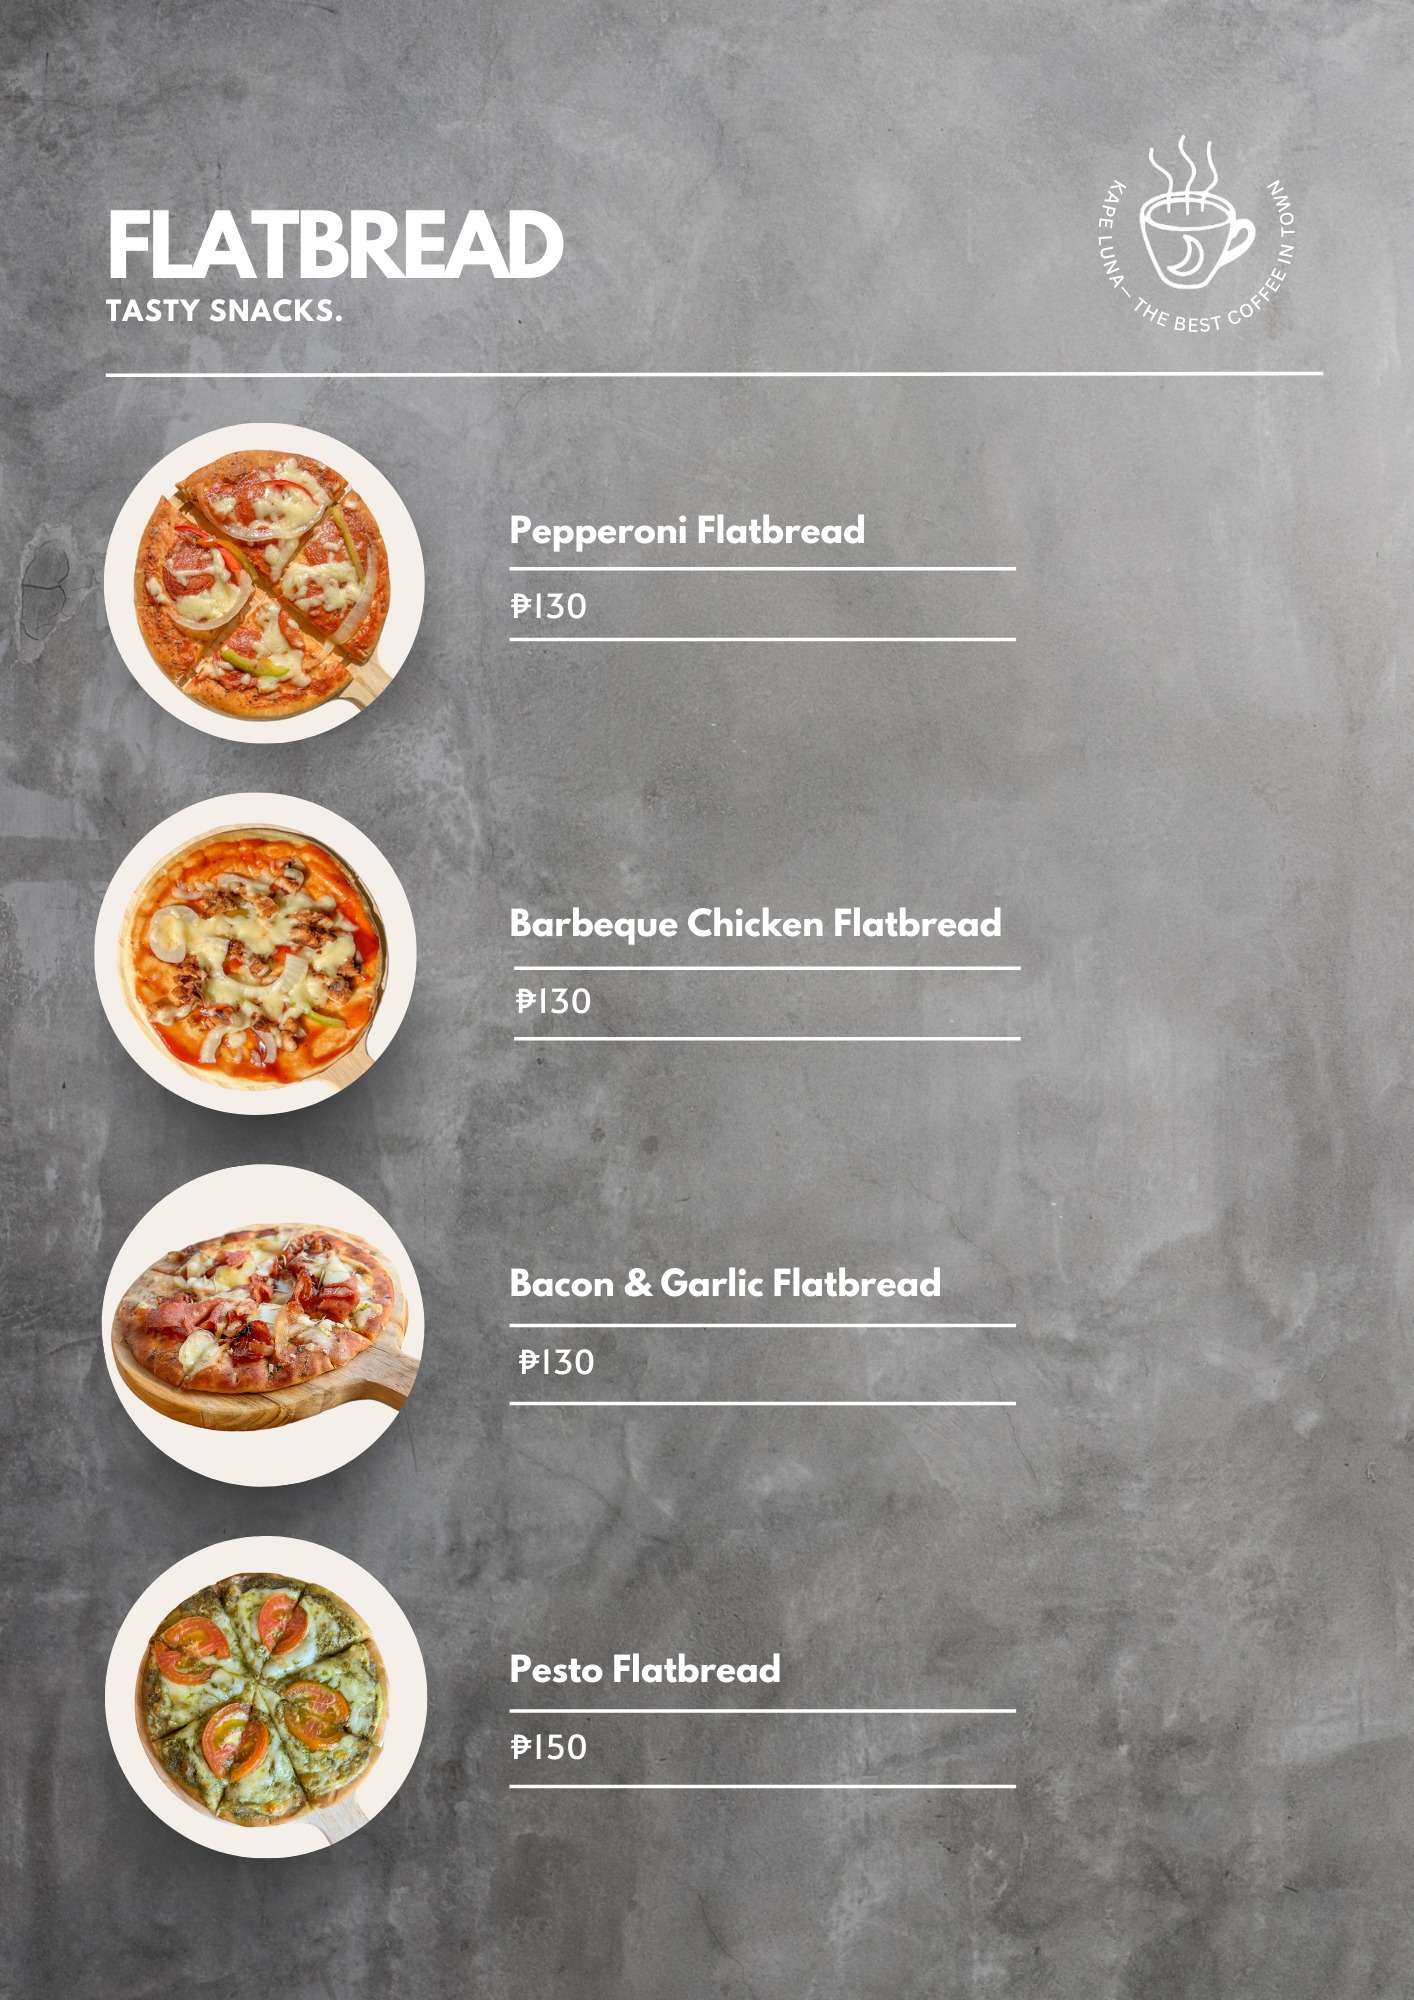 FLATBREAD
TASTY SNACKS.
KAPE LUNA— THE BEST COFFEE IN TOWN
Pepperoni Flatbread
₱130
Barbeque Chicken Flatbread
₱130
Bacon & Garlic Flatbread
₱130
Pesto Flatbread
₱150